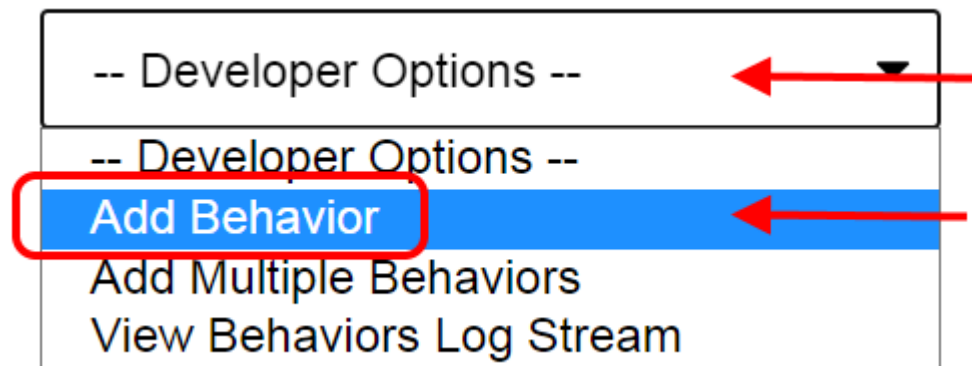 -- Developer Options --
-- Developer Options --
Add Behavior
Add Multiple Behaviors
View Behaviors Log Stream